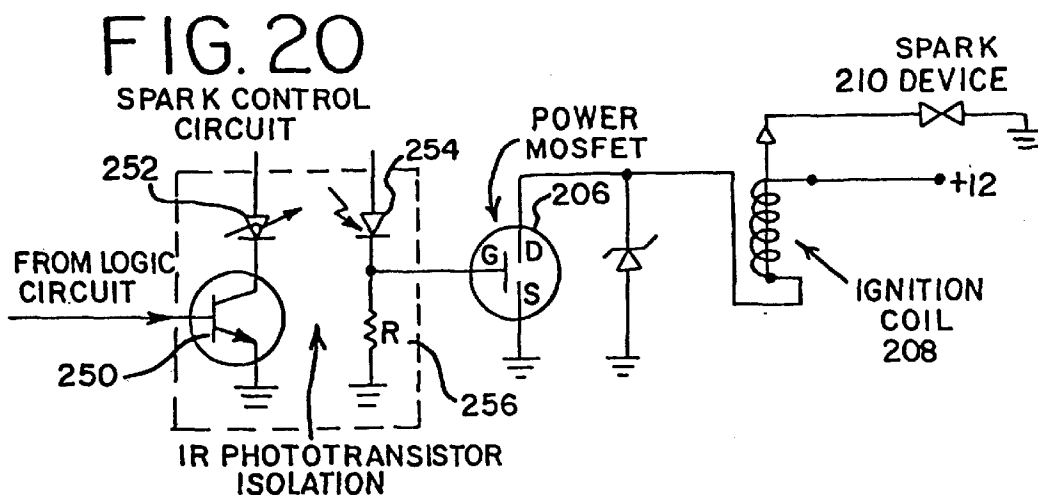 FIG. 20
SPARK CONTROL
CIRCUIT
252
254
FROM LOGIC
CIRCUIT
250
R
256
IR PHOTOTRANSISTOR
ISOLATION
POWER
MOSFET
206
G
D
S
SPARK
210 DEVICE
+12
IGNITION
COIL
208